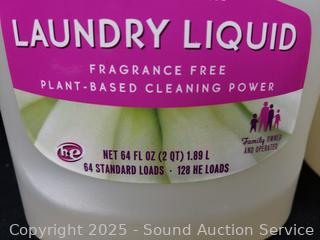 LAUNDRY LIQUID
FRAGRANCE FREE
PLANT-BASED CLEANING POWER
he
NET 64 FL OZ (2 QT) 1.89 L
64 STANDARD LOADS · 128 HE LOADS
Family OWNED
AND OPERATED
Copyright 2025 - Sound Auction Service